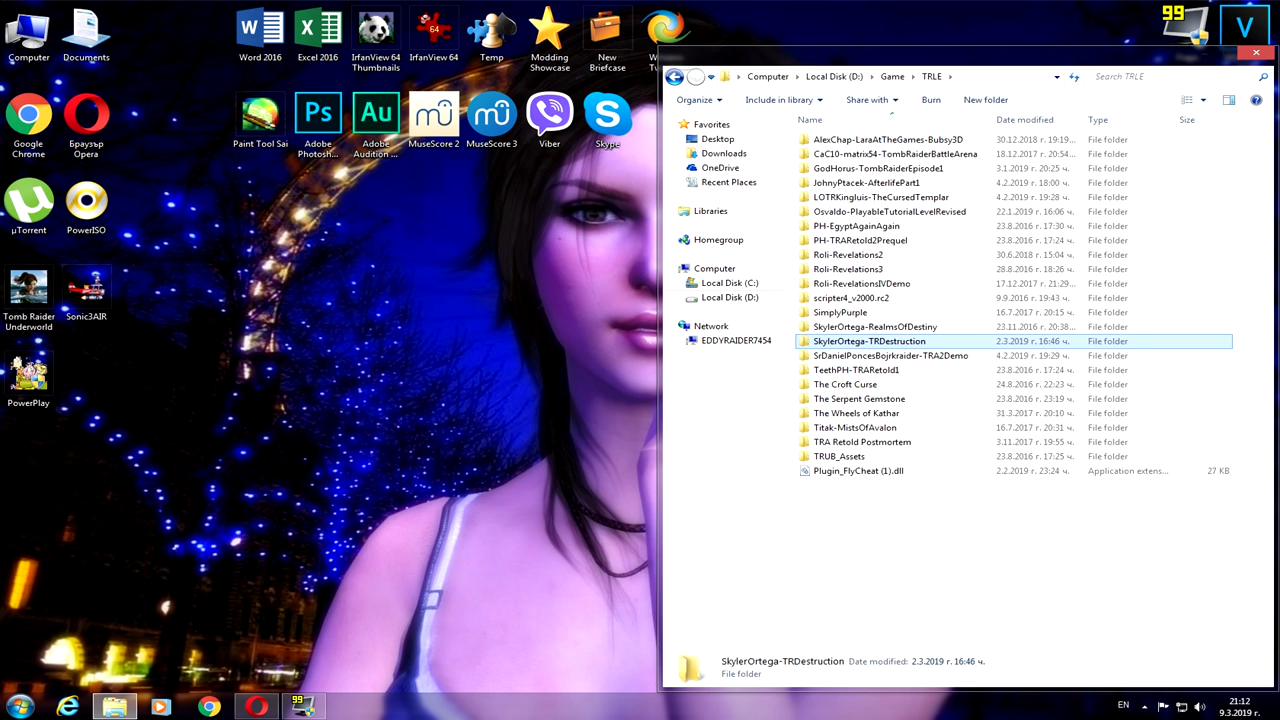 99
V
Computer
Documents
W
Word 2016
X
Excel 2016
IrfanView 64
Thumbnails
64
IrfanView 64
Temp
Modding
Showcase
New
Briefcase
Google
Chrome
Браузър
Opera
Paint Tool Sai
Ps
Adobe
Photosh...
Au
Adobe
Audition ...
MuseScore 2
MuseScore 3
Viber
Skype
µTorrent
PowerISO
Tomb Raider
Underworld
Sonic3AIR
PowerPlay
Computer
Local Disk (D:)
Game
TRLE
Search TRLE
Organize
Include in library
Share with
Burn
New folder
Favorites
Desktop
Downloads
OneDrive
Recent Places
Libraries
Homegroup
Computer
Local Disk (C:)
Local Disk (D:)
Network
EDDYRAIDER7454
Name Date modified Type Size
AlexChap-LaraAtTheGames-Bubsy3D 30.12.2018 г. 19:19... File folder
CaC10-matrix54-TombRaiderBattleArena 18.12.2017 г. 20:54... File folder
GodHorus-TombRaiderEpisode1 3.1.2019 г. 20:25 ч. File folder
JohnyPtacek-AfterlifePart1 4.2.2019 г. 18:00 ч. File folder
LOTRKingluis-TheCursedTemplar 4.2.2019 г. 19:28 ч. File folder
Osvaldo-PlayableTutorialLevelRevised 22.1.2019 г. 16:06 ч. File folder
PH-EgyptAgainAgain 23.8.2016 г. 17:30 ч. File folder
PH-TRARetold2Prequel 23.8.2016 г. 17:24 ч. File folder
Roli-Revelations2 30.6.2018 г. 15:04 ч. File folder
Roli-Revelations3 28.8.2016 г. 18:26 ч. File folder
Roli-RevelationsIVDemo 17.12.2017 г. 21:29... File folder
scripter4_v2000.rc2 9.9.2016 г. 19:43 ч. File folder
SimplyPurple 16.7.2017 г. 20:15 ч. File folder
SkylerOrtega-RealmsOfDestiny 23.11.2016 г. 20:38... File folder
SkylerOrtega-TRDestruction 2.3.2019 г. 16:46 ч. File folder
SrDanielPoncesBojrkraider-TRA2Demo 4.2.2019 г. 19:29 ч. File folder
TeethPH-TRARetold1 23.8.2016 г. 17:24 ч. File folder
The Croft Curse 24.8.2016 г. 22:23 ч. File folder
The Serpent Gemstone 23.8.2016 г. 23:19 ч. File folder
The Wheels of Kathar 31.3.2017 г. 20:10 ч. File folder
Titak-MistsOfAvalon 16.7.2017 г. 20:31 ч. File folder
TRA Retold Postmortem 3.11.2017 г. 19:55 ч. File folder
TRUB_Assets 23.8.2016 г. 17:25 ч. File folder
Plugin_FlyCheat (1).dll 2.2.2019 г. 23:24 ч. Application extens... 27 KB
SkylerOrtega-TRDestruction Date modified: 2.3.2019 г. 16:46 ч.
File folder
99
EN
21:12
9.3.2019 г.